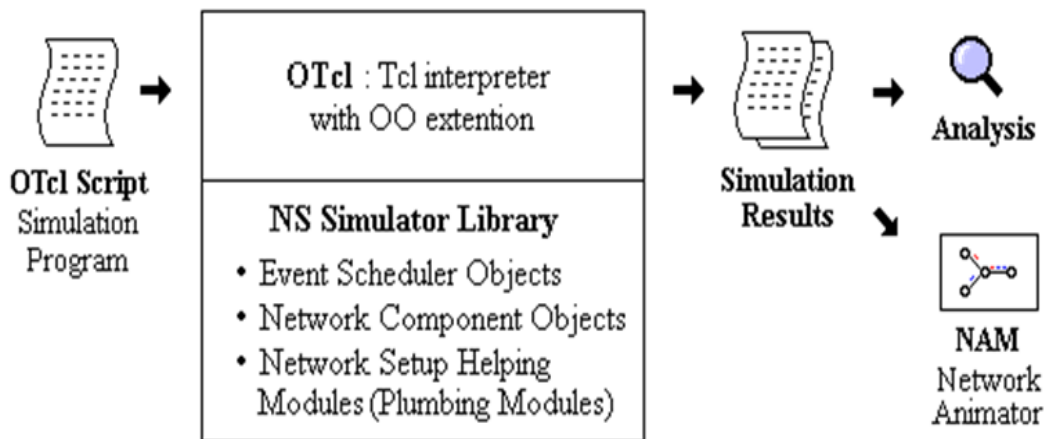 OTcl Script
Simulation
Program
OTcl : Tcl interpreter
with OO extention
NS Simulator Library
• Event Scheduler Objects
• Network Component Objects
• Network Setup Helping
Modules (Plumbing Modules)
Simulation
Results
Analysis
NAM
Network
Animator